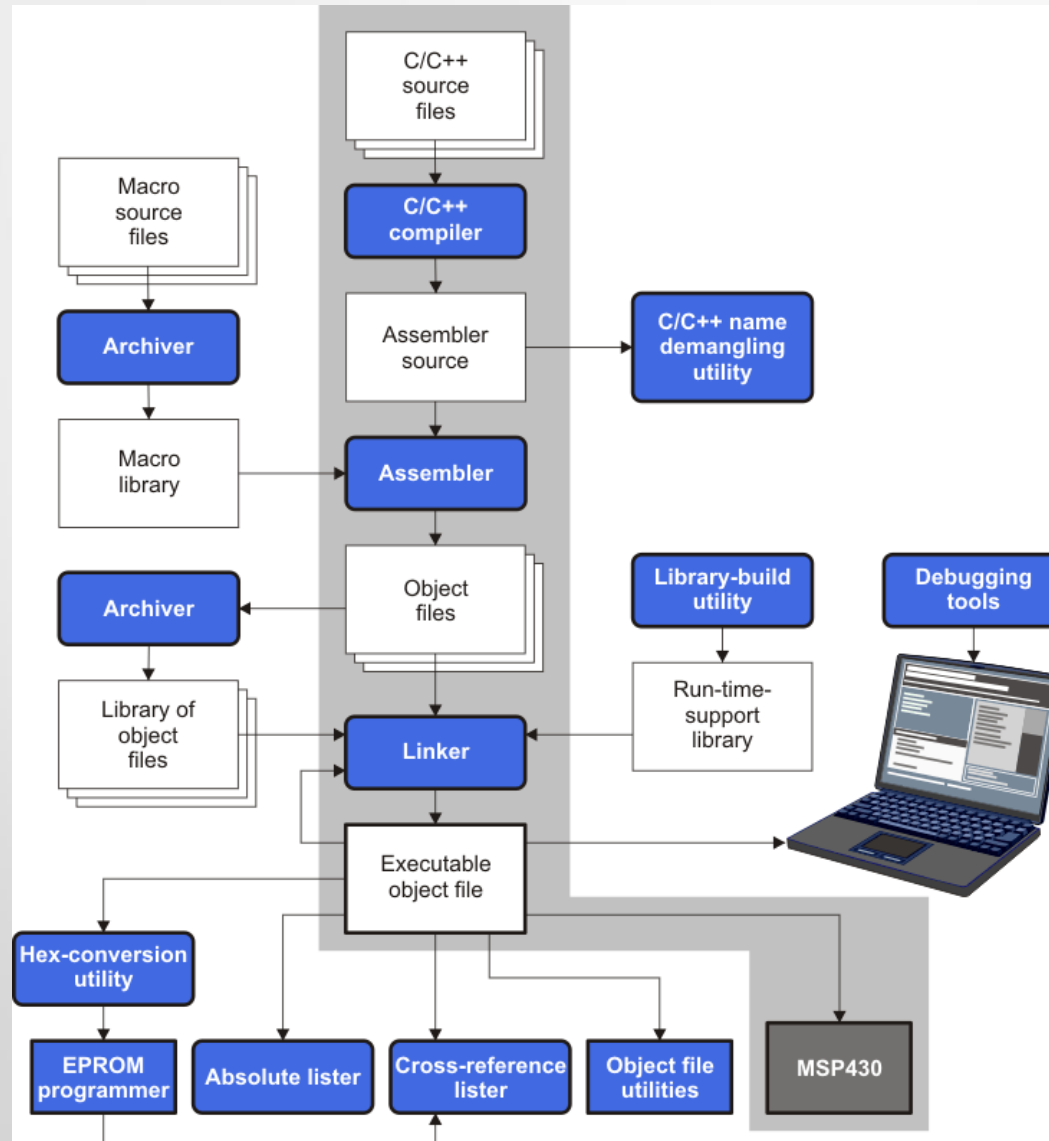 C/C++
source
files
Macro
source
files
C/C++
compiler
Archiver
Assembler
source
C/C++ name
demangling
utility
Macro
library
Assembler
Archiver
Object
files
Library-build
utility
Debugging
tools
Library of
object
files
Linker
Run-time-
support
library
Executable
object file
Hex-conversion
utility
EPROM
programmer
Absolute lister
Cross-reference
lister
Object file
utilities
MSP430